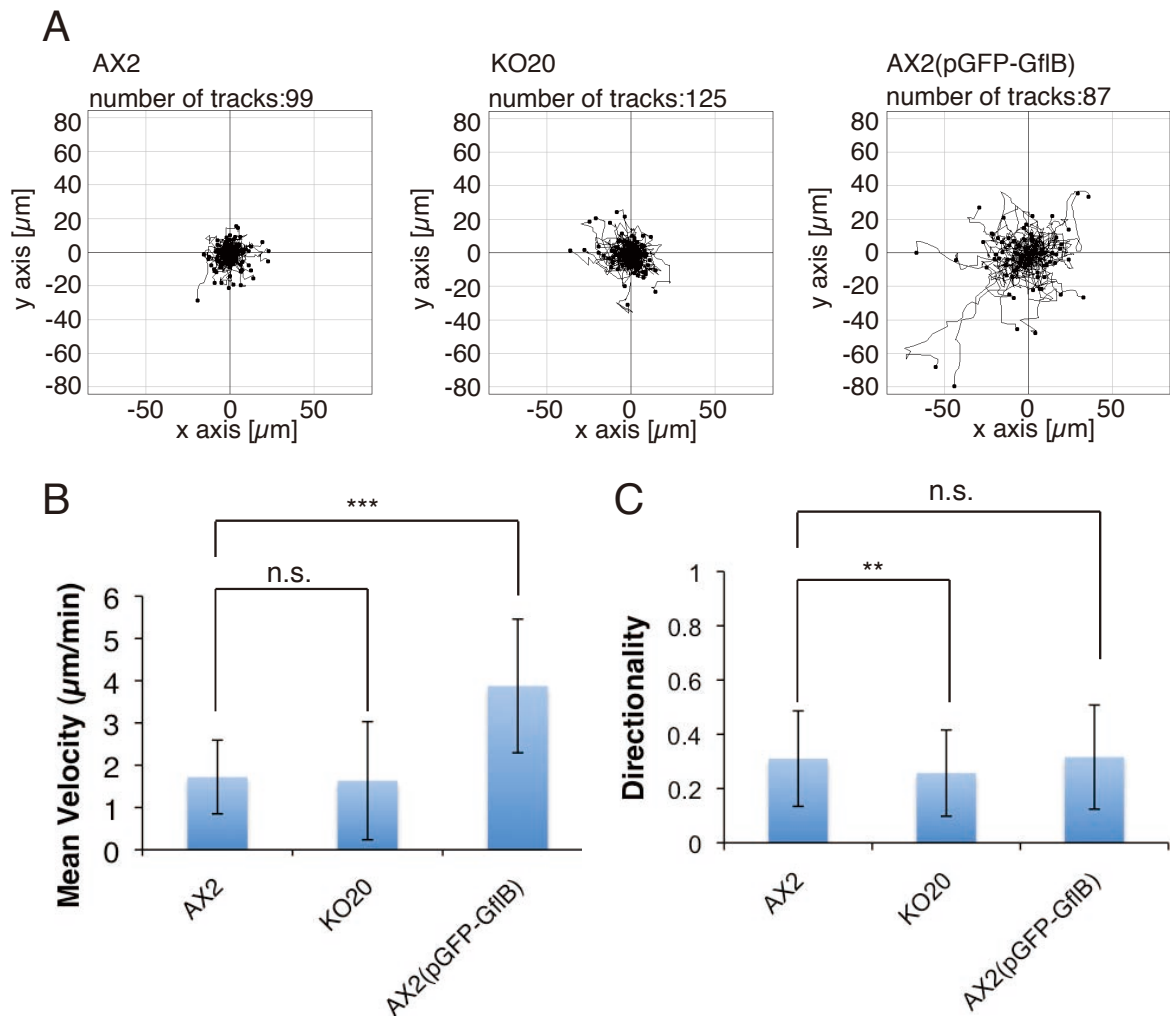 A
AX2
number of tracks:99
80
60
40
20
0
-20
-40
-60
-80
y axis [µm]
-50
0
50
x axis [µm]
KO20
number of tracks:125
80
60
40
20
0
-20
-40
-60
-80
y axis [µm]
-50
0
50
x axis [µm]
AX2(pGFP-GflB)
number of tracks:87
80
60
40
20
0
-20
-40
-60
-80
y axis [µm]
-50
0
50
x axis [µm]
B
***
n.s.
Mean Velocity (µm/min)
6
5
4
3
2
1
0
AX2
KO20
AX2(pGFP-GflB)
C
n.s.
**
Directionality
1
0.8
0.6
0.4
0.2
0
AX2
KO20
AX2(pGFP-GflB)